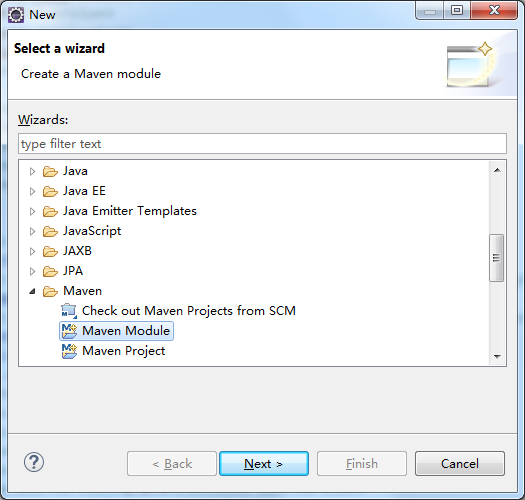 New
Select a wizard
Create a Maven module
Wizards:
type filter text
Java
Java EE
Java Emitter Templates
JavaScript
JAXB
JPA
Maven
Check out Maven Projects from SCM
Maven Module
Maven Project
? < Back Next > Finish Cancel